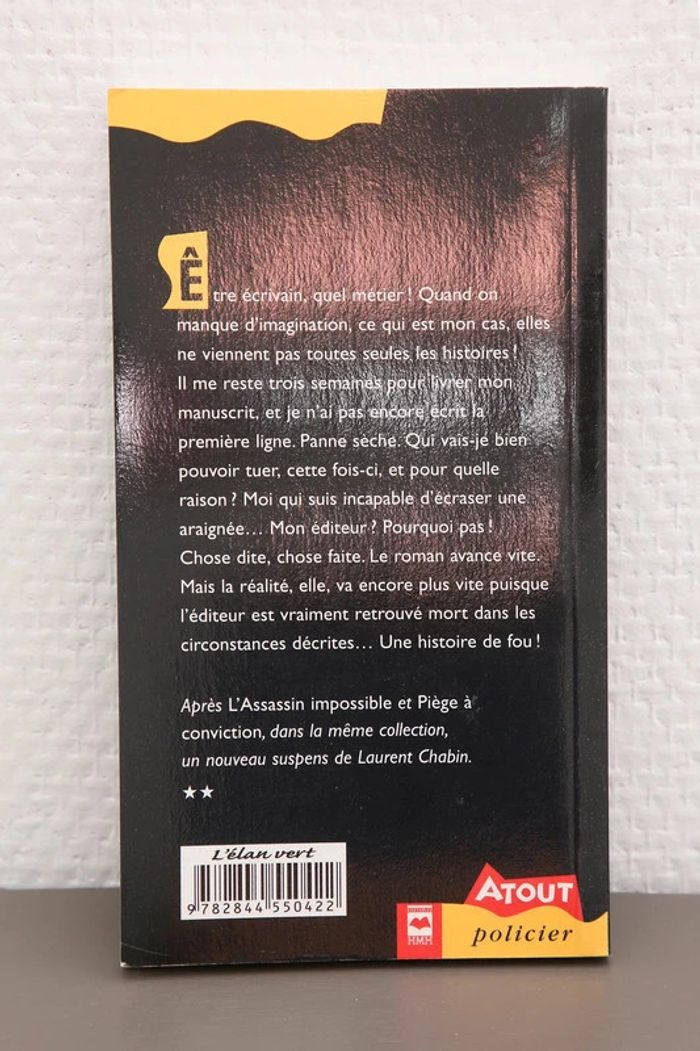 Être écrivain, quel métier ! Quand on
manque d'imagination, ce qui est mon cas, elles
ne viennent pas toutes seules les histoires !
Il me reste trois semaines pour livrer mon
manuscrit, et je n'ai pas encore écrit la
première ligne. Panne sèche. Qui vais-je bien
pouvoir tuer, cette fois-ci, et pour quelle
raison ? Moi qui suis incapable d'écraser une
araignée… Mon éditeur ? Pourquoi pas !
Chose dite, chose faite. Le roman avance vite.
Mais la réalité, elle, va encore plus vite puisque
l'éditeur est vraiment retrouvé mort dans les
circonstances décrites… Une histoire de fou !
Après L'Assassin impossible et Piège à
conviction, dans la même collection,
un nouveau suspens de Laurent Chabin.
★★
L'élan vert
9 782844 550422
ATOUT
policier
HMH